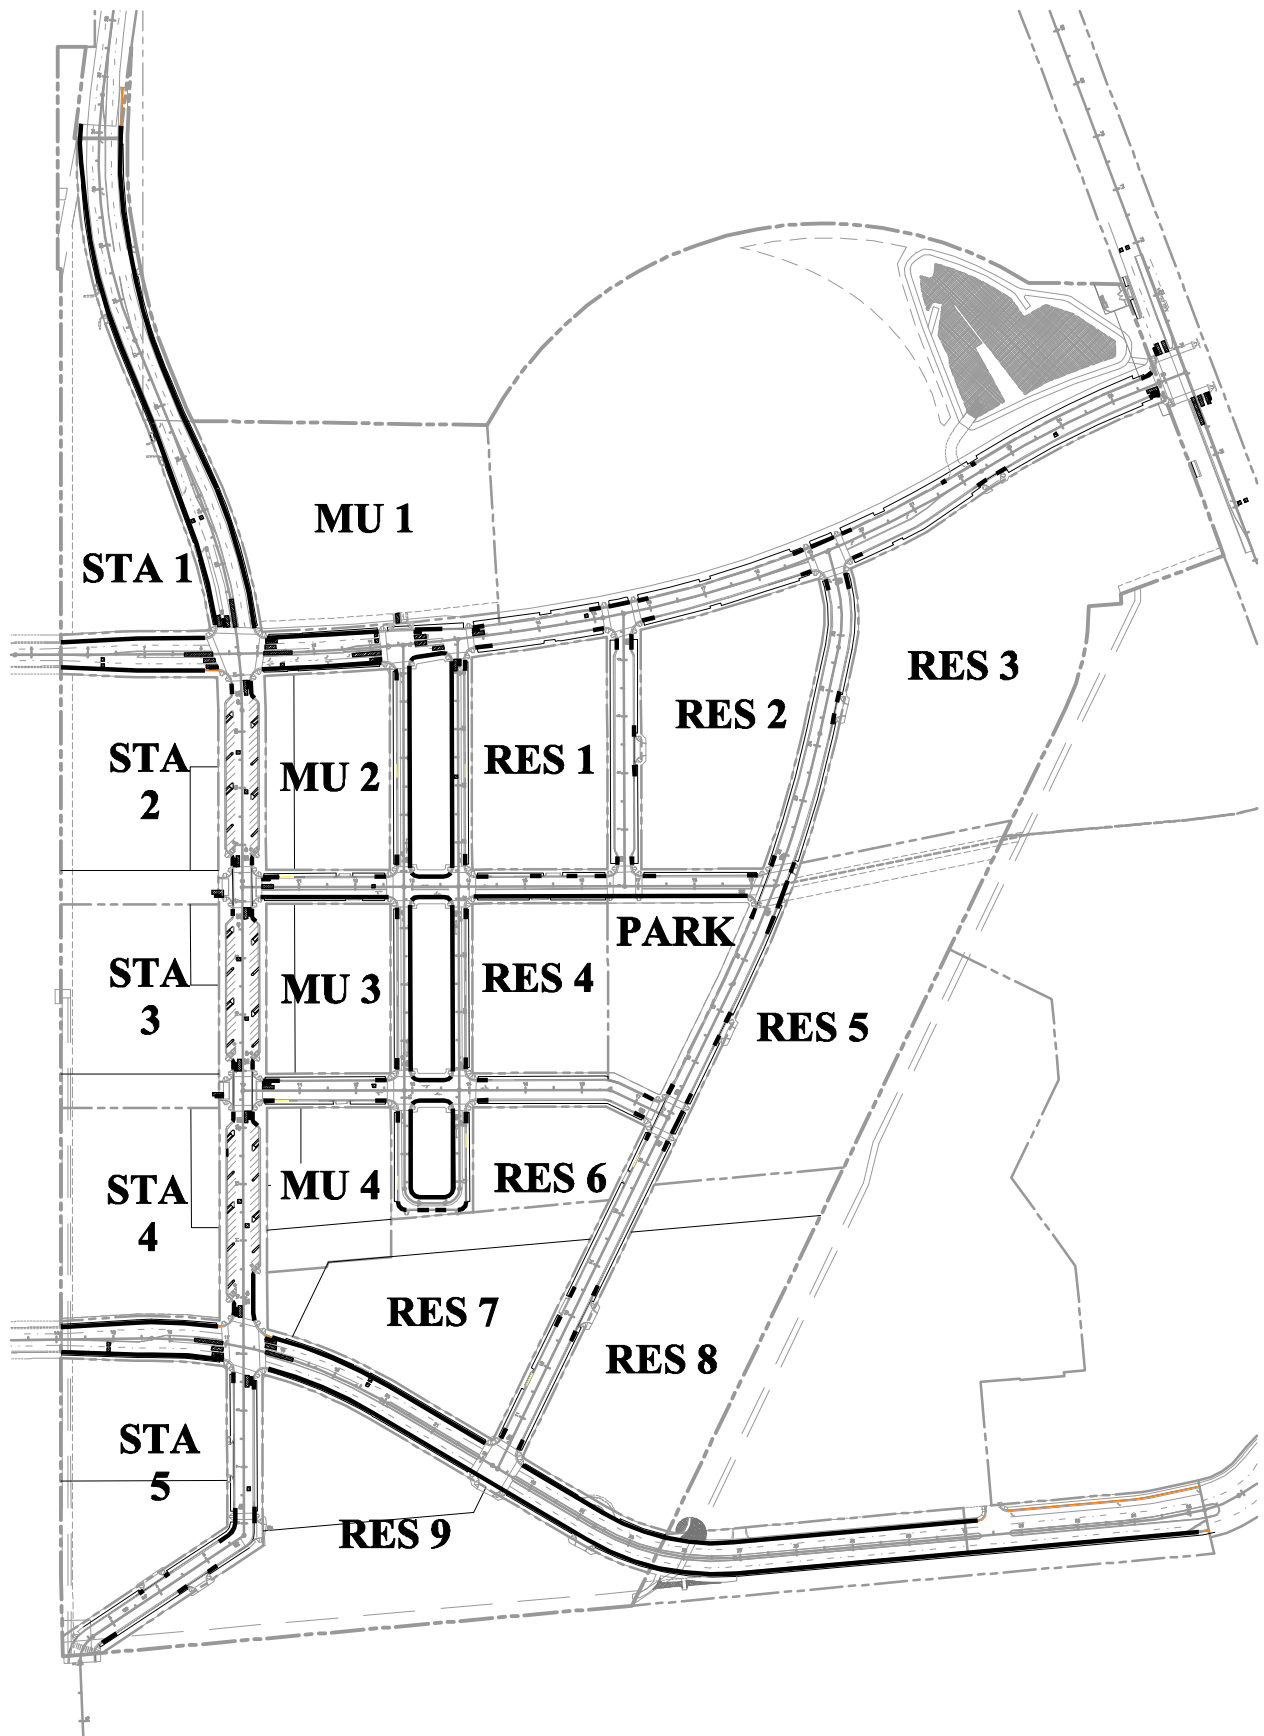 MU 1
STA 1
RES 3
RES 2
STA
2
MU 2
RES 1
PARK
STA
3
MU 3
RES 4
RES 5
STA
4
MU 4
RES 6
RES 7
RES 8
STA
5
RES 9